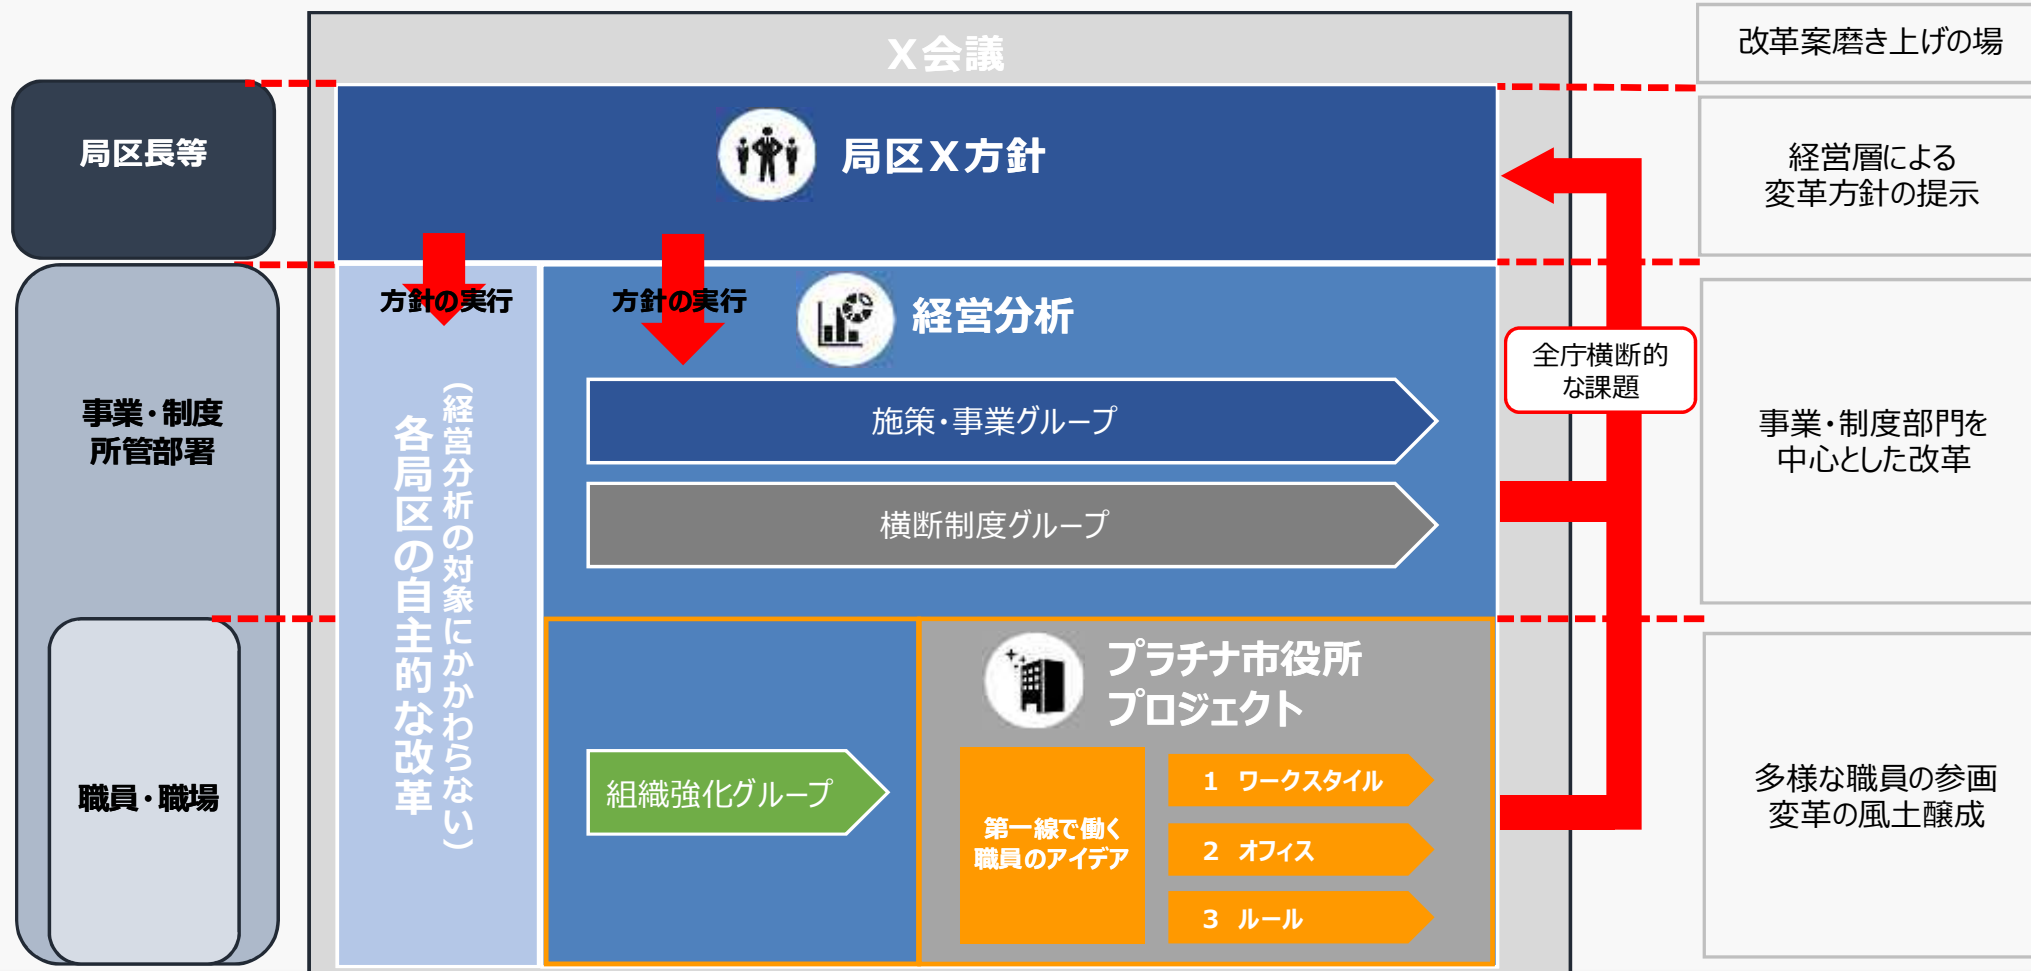 X会議
改革案磨き上げの場
局区長等
局区X方針
経営層による
変革方針の提示
方針の実行
方針の実行
経営分析
全庁横断的
な課題
事業・制度
所管部署
各局区の自主的な改革
（経営分析の対象にかかわらない）
施策・事業グループ
横断制度グループ
事業・制度部門を
中心とした改革
職員・職場
組織強化グループ
プラチナ市役所
プロジェクト
第一線で働く
職員のアイデア
1 ワークスタイル
2 オフィス
3 ルール
多様な職員の参画
変革の風土醸成